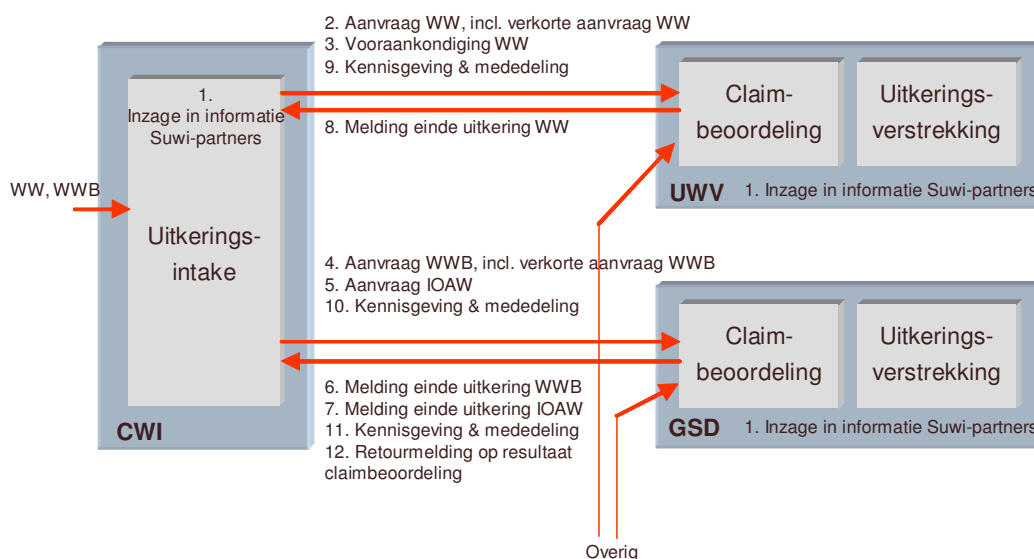 2. Aanvraag WW, incl. verkorte aanvraag WW
3. Vooraankondiging WW
9. Kennisgeving & mededeling
8. Melding einde uitkering WW
1.
Inzage in informatie
Suwi-partners
WW, WWB
Uitkerings-
intake
CWI
Claim-
beoordeling
Uitkerings-
verstrekking
UWV
1. Inzage in informatie Suwi-partners
4. Aanvraag WWB, incl. verkorte aanvraag WWB
5. Aanvraag IOAW
10. Kennisgeving & mededeling
6. Melding einde uitkering WWB
7. Melding einde uitkering IOAW
11. Kennisgeving & mededeling
12. Retourmelding op resultaat
claimbeoordeling
Claim-
beoordeling
Uitkerings-
verstrekking
GSD
1. Inzage in informatie Suwi-partners
Overig